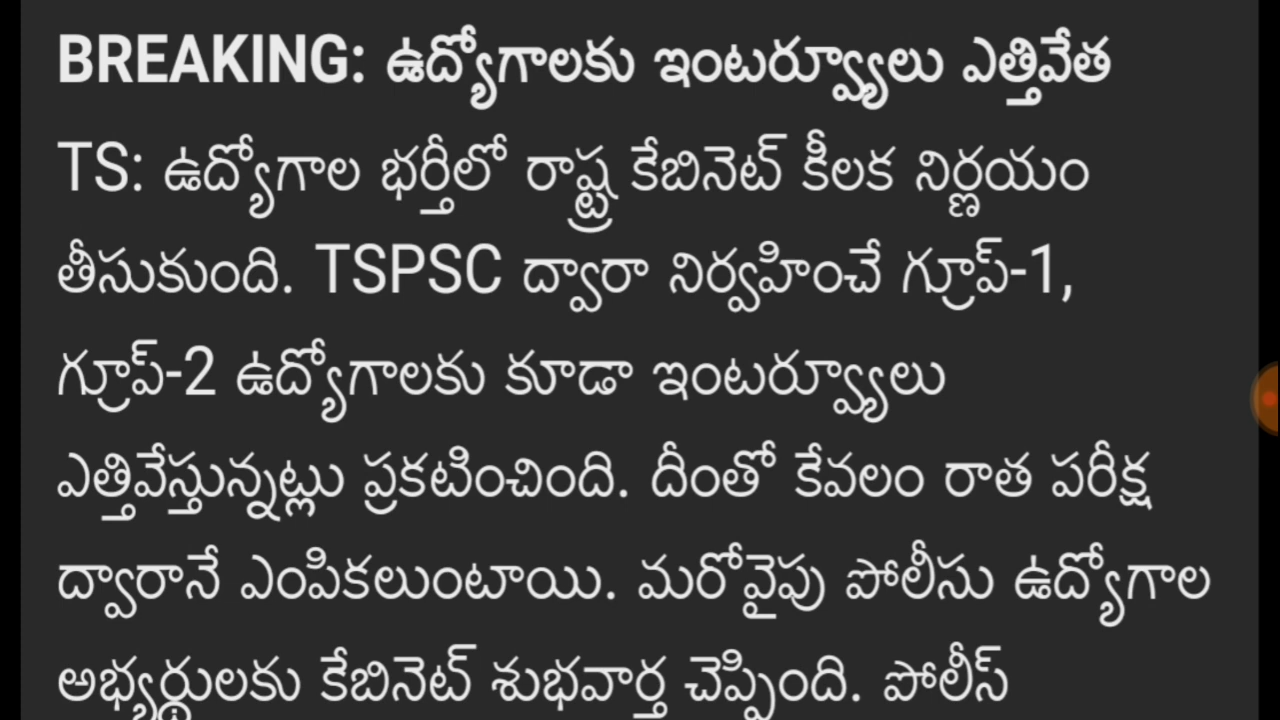 BREAKING: ఉద్యోగాలకు ఇంటర్వ్యూలు ఎత్తివేత
TS: ఉద్యోగాల భర్తీలో రాష్ట్ర కేబినెట్ కీలక నిర్ణయం
తీసుకుంది. TSPSC ద్వారా నిర్వహించే గ్రూప్-1,
గ్రూప్-2 ఉద్యోగాలకు కూడా ఇంటర్వ్యూలు
ఎత్తివేస్తున్నట్లు ప్రకటించింది. దీంతో కేవలం రాత పరీక్ష
ద్వారానే ఎంపికలుంటాయి. మరోవైపు పోలీసు ఉద్యోగాల
అభ్యర్థులకు కేబినెట్ శుభవార్త చెప్పింది. పోలీస్